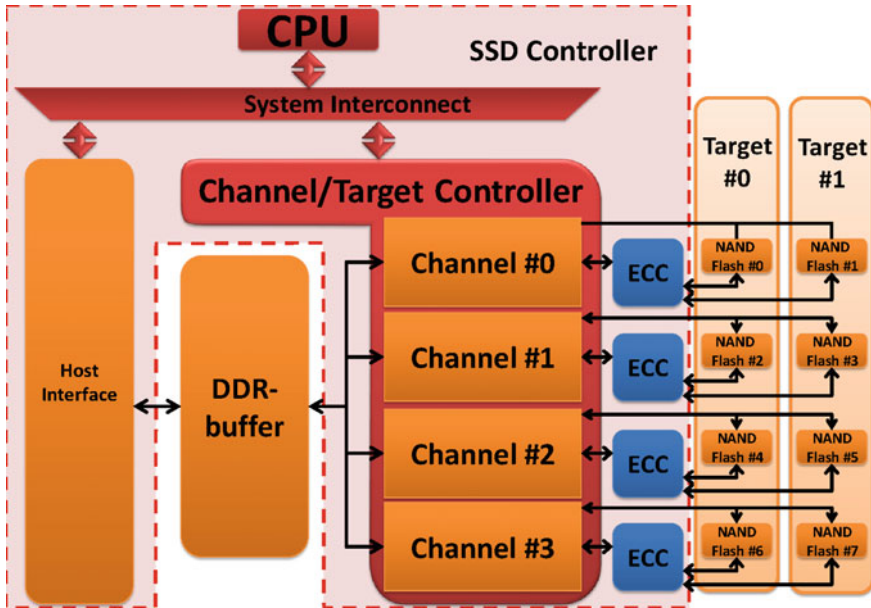 CPU
SSD Controller
System Interconnect
Target
#0
Target
#1
Channel/Target Controller
Channel #0
ECC
NAND
Flash #0
NAND
Flash #1
Channel #1
ECC
NAND
Flash #2
NAND
Flash #3
Host
Interface
DDR-
buffer
Channel #2
ECC
NAND
Flash #4
NAND
Flash #5
Channel #3
ECC
NAND
Flash #6
NAND
Flash #7